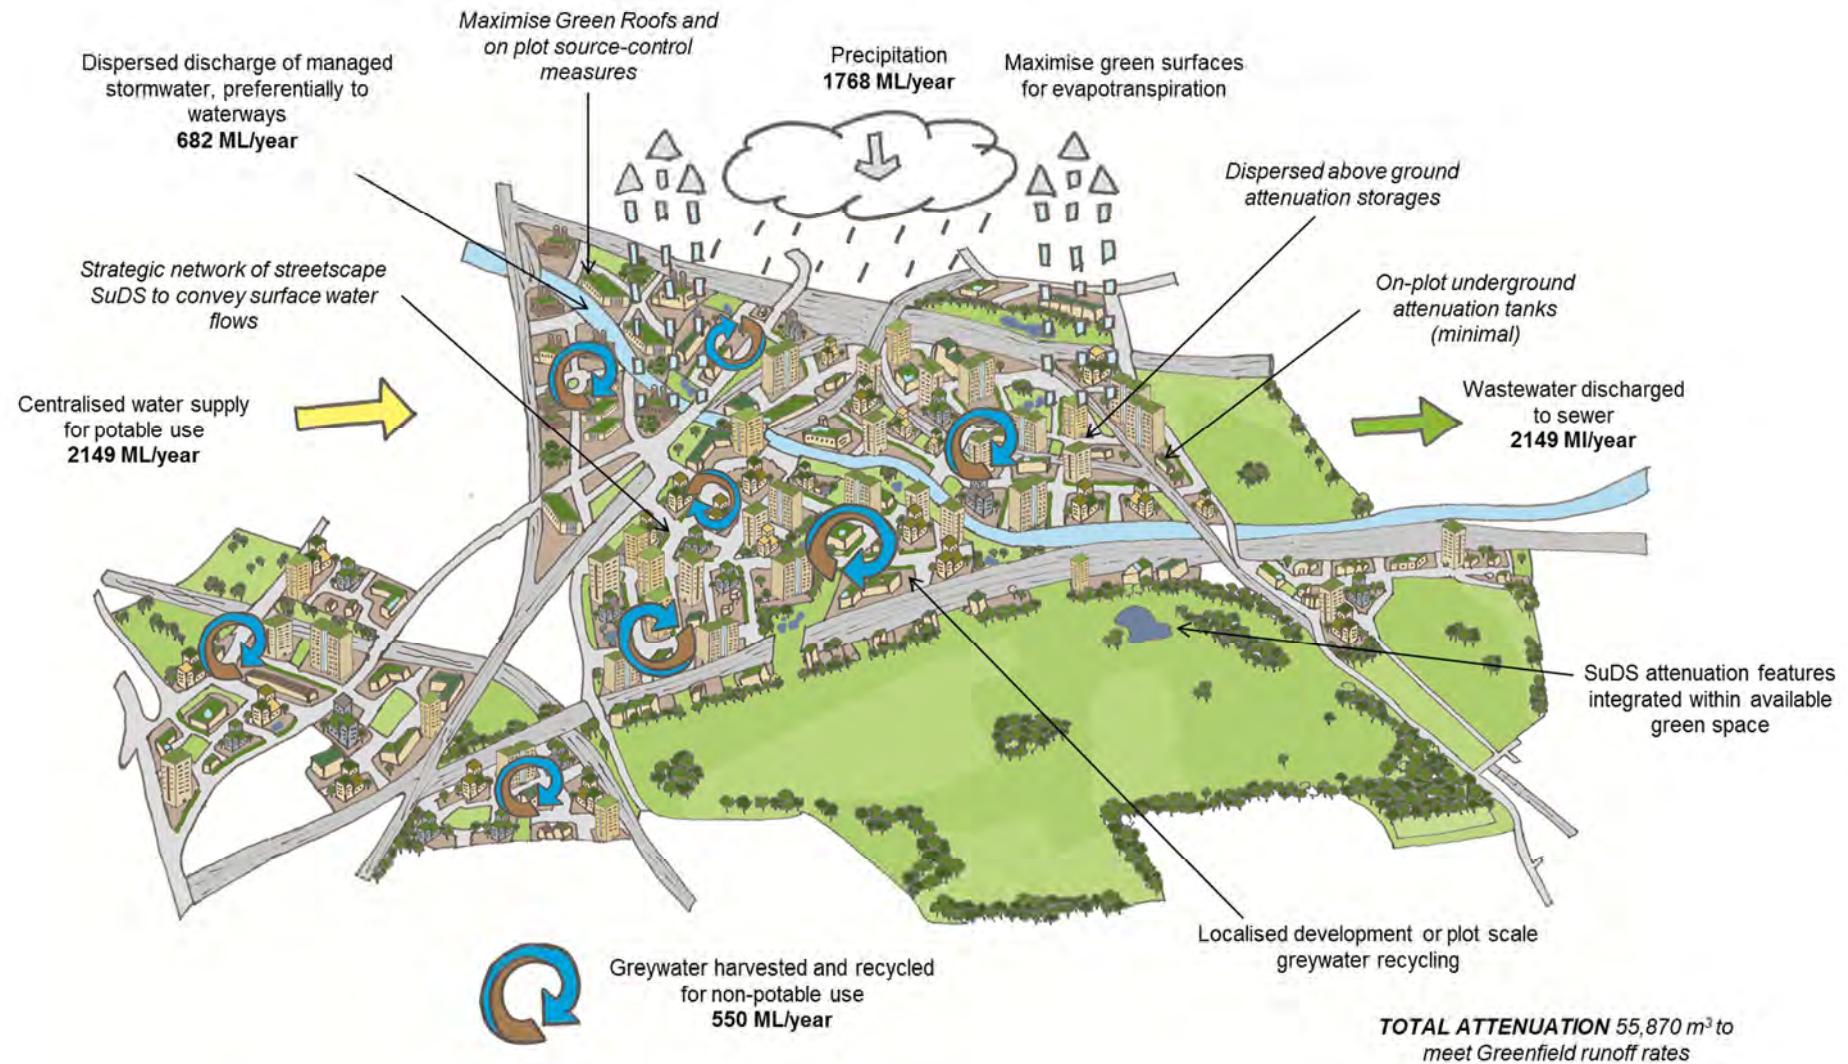 Maximise Green Roofs and
on plot source-control
measures
Dispersed discharge of managed
stormwater, preferentially to
waterways
682 ML/year
Precipitation
1768 ML/year
Maximise green surfaces
for evapotranspiration
Dispersed above ground
attenuation storages
Strategic network of streetscape
SuDS to convey surface water
flows
On-plot underground
attenuation tanks
(minimal)
Centralised water supply
for potable use
2149 ML/year
Wastewater discharged
to sewer
2149 Ml/year
SuDS attenuation features
integrated within available
green space
Localised development or plot scale
greywater recycling
Greywater harvested and recycled
for non-potable use
550 ML/year
TOTAL ATTENUATION 55,870 m³ to
meet Greenfield runoff rates